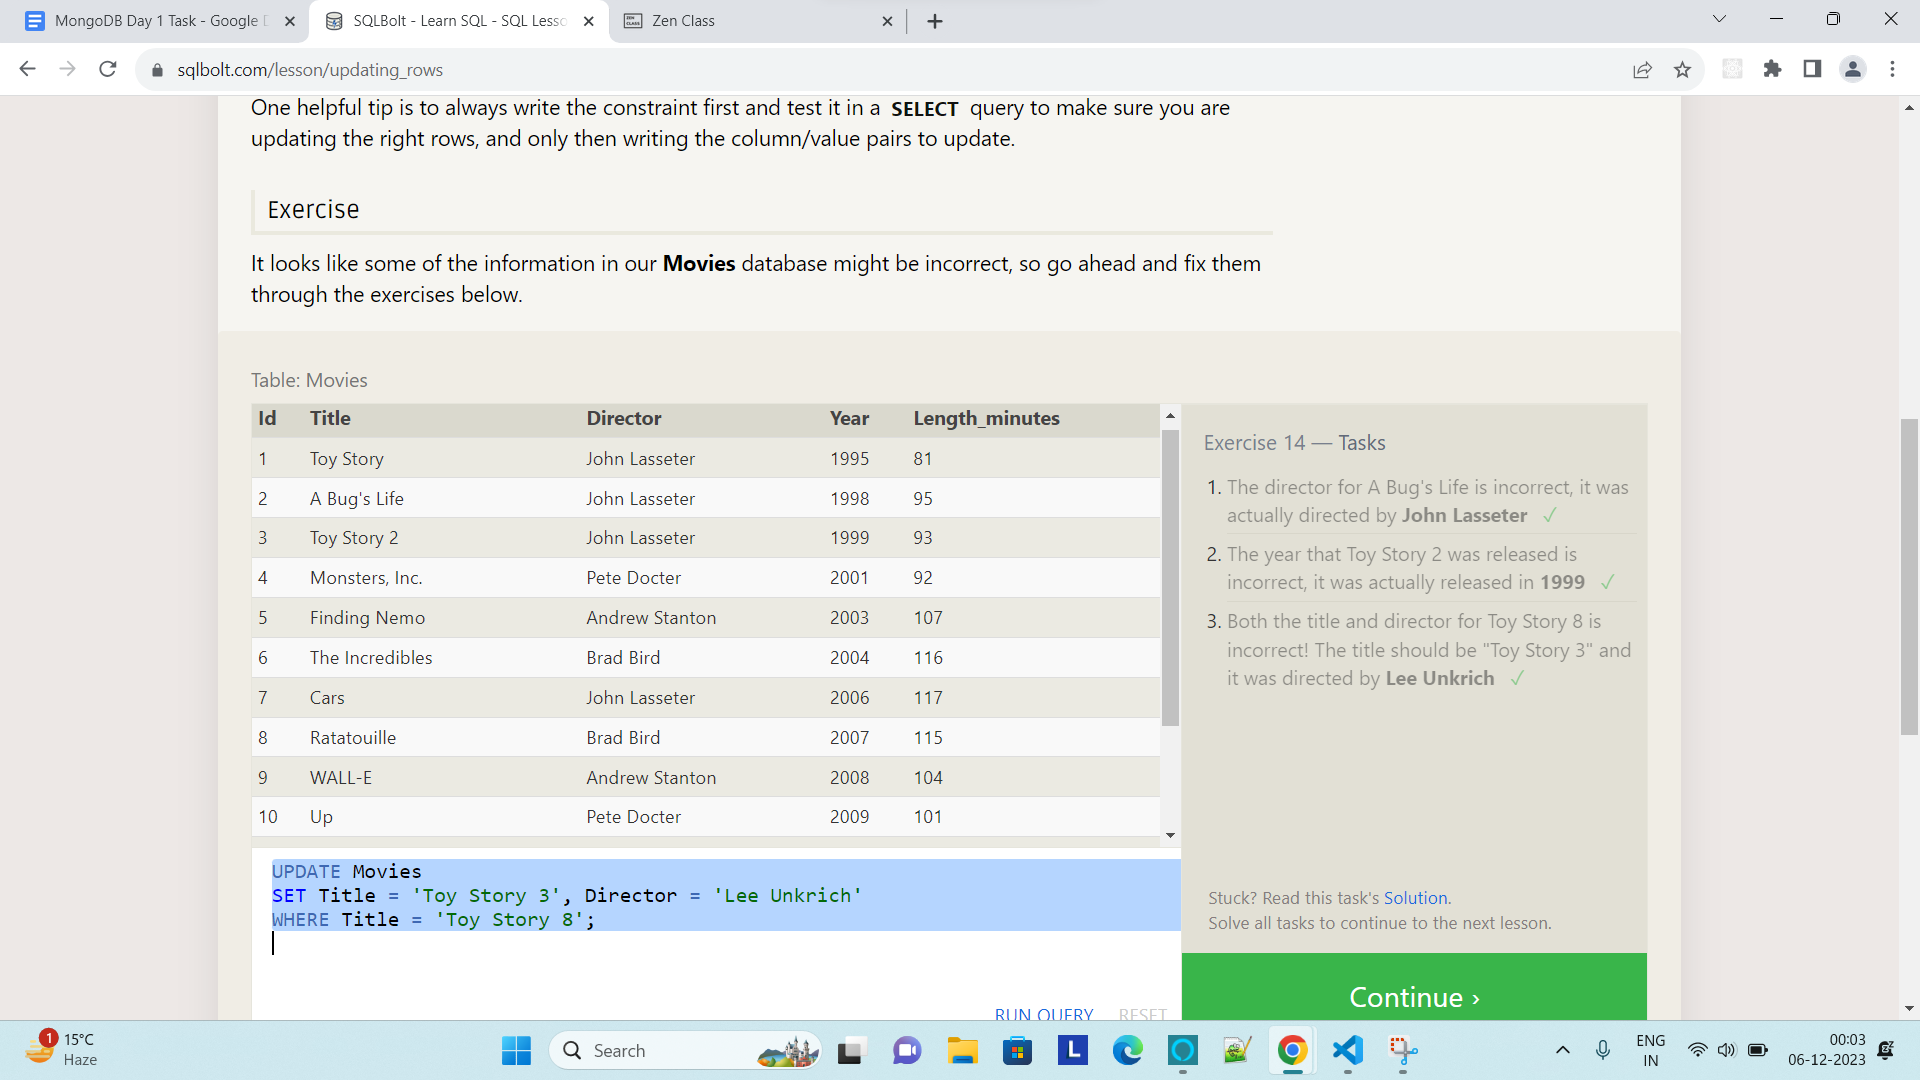 MongoDB Day 1 Task - Google D
SQLBolt - Learn SQL - SQL Lesso
Zen Class
sqlbolt.com/lesson/updating_rows
One helpful tip is to always write the constraint first and test it in a SELECT query to make sure you are
updating the right rows, and only then writing the column/value pairs to update.
Exercise
It looks like some of the information in our Movies database might be incorrect, so go ahead and fix them
through the exercises below.
Table: Movies
Id Title Director Year Length_minutes
1 Toy Story John Lasseter 1995 81
2 A Bug's Life John Lasseter 1998 95
3 Toy Story 2 John Lasseter 1999 93
4 Monsters, Inc. Pete Docter 2001 92
5 Finding Nemo Andrew Stanton 2003 107
6 The Incredibles Brad Bird 2004 116
7 Cars John Lasseter 2006 117
8 Ratatouille Brad Bird 2007 115
9 WALL-E Andrew Stanton 2008 104
10 Up Pete Docter 2009 101
Exercise 14 — Tasks
1. The director for A Bug's Life is incorrect, it was
actually directed by John Lasseter ✓
2. The year that Toy Story 2 was released is
incorrect, it was actually released in 1999 ✓
3. Both the title and director for Toy Story 8 is
incorrect! The title should be "Toy Story 3" and
it was directed by Lee Unkrich ✓
UPDATE Movies
SET Title = 'Toy Story 3', Director = 'Lee Unkrich'
WHERE Title = 'Toy Story 8';
RUN QUERY RESET
Stuck? Read this task's Solution.
Solve all tasks to continue to the next lesson.
Continue ›
1
15°C
Haze
Search
L
ENG
IN
00:03
06-12-2023